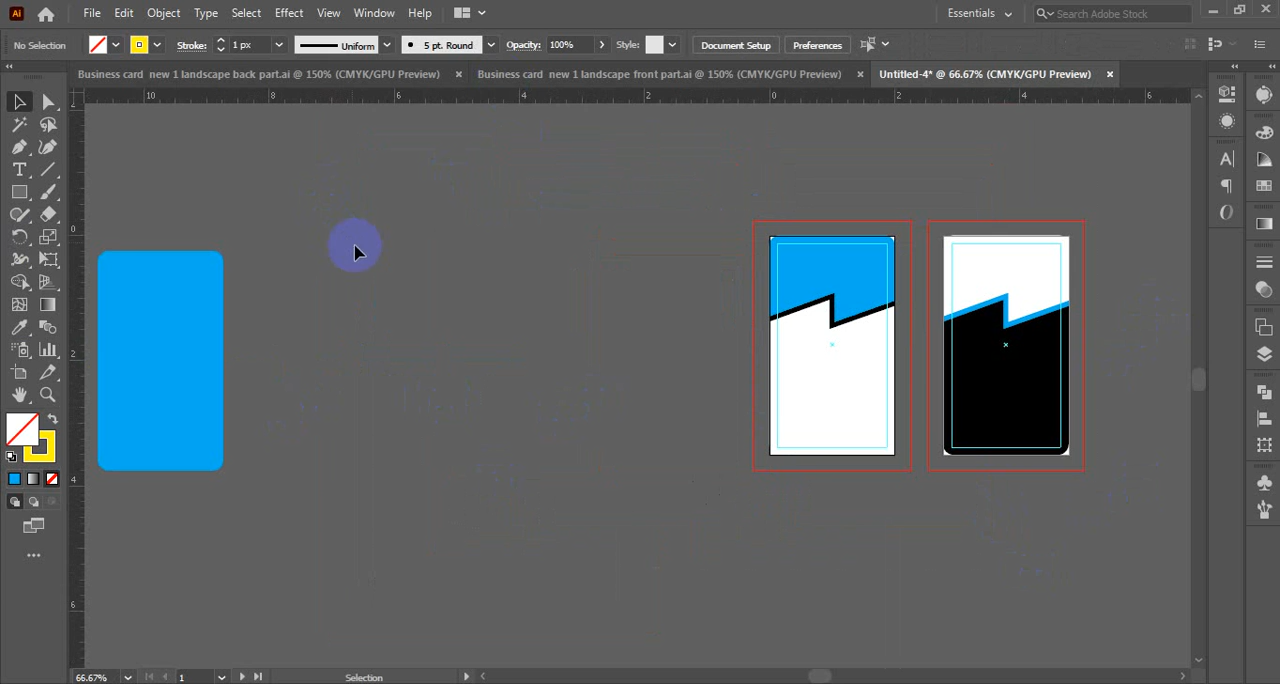 Ai File Edit Object Type Select Effect View Window Help Essentials Search Adobe Stock
No Selection Stroke: 1 px Uniform 5 pt. Round Opacity: 100% Style: Document Setup Preferences
Business card new 1 landscape back part.ai @ 150% (CMYK/GPU Preview) × Business card new 1 landscape front part.ai @ 150% (CMYK/GPU Preview) × Untitled-4* @ 66.67% (CMYK/GPU Preview) ×
10 8 6 4 2 0 2 4 6
0
2
4
6
66.67% 1 Selection